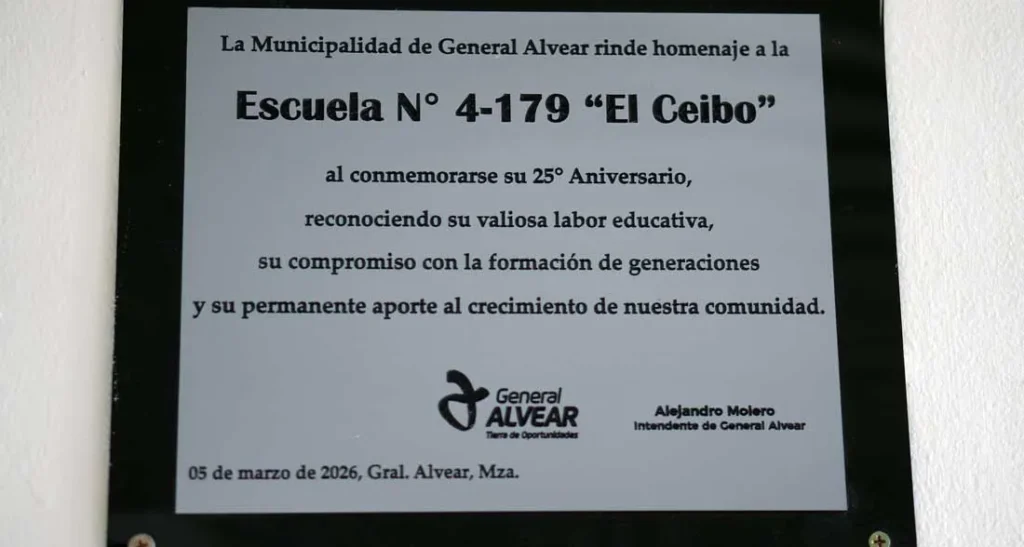 La Municipalidad de General Alvear rinde homenaje a la
Escuela N° 4-179 “El Ceibo”
al conmemorarse su 25° Aniversario,
reconociendo su valiosa labor educativa,
su compromiso con la formación de generaciones
y su permanente aporte al crecimiento de nuestra comunidad.
General
ALVEAR
Tierra de Oportunidades
Alejandro Molero
Intendente de General Alvear
05 de marzo de 2026, Gral. Alvear, Mza.